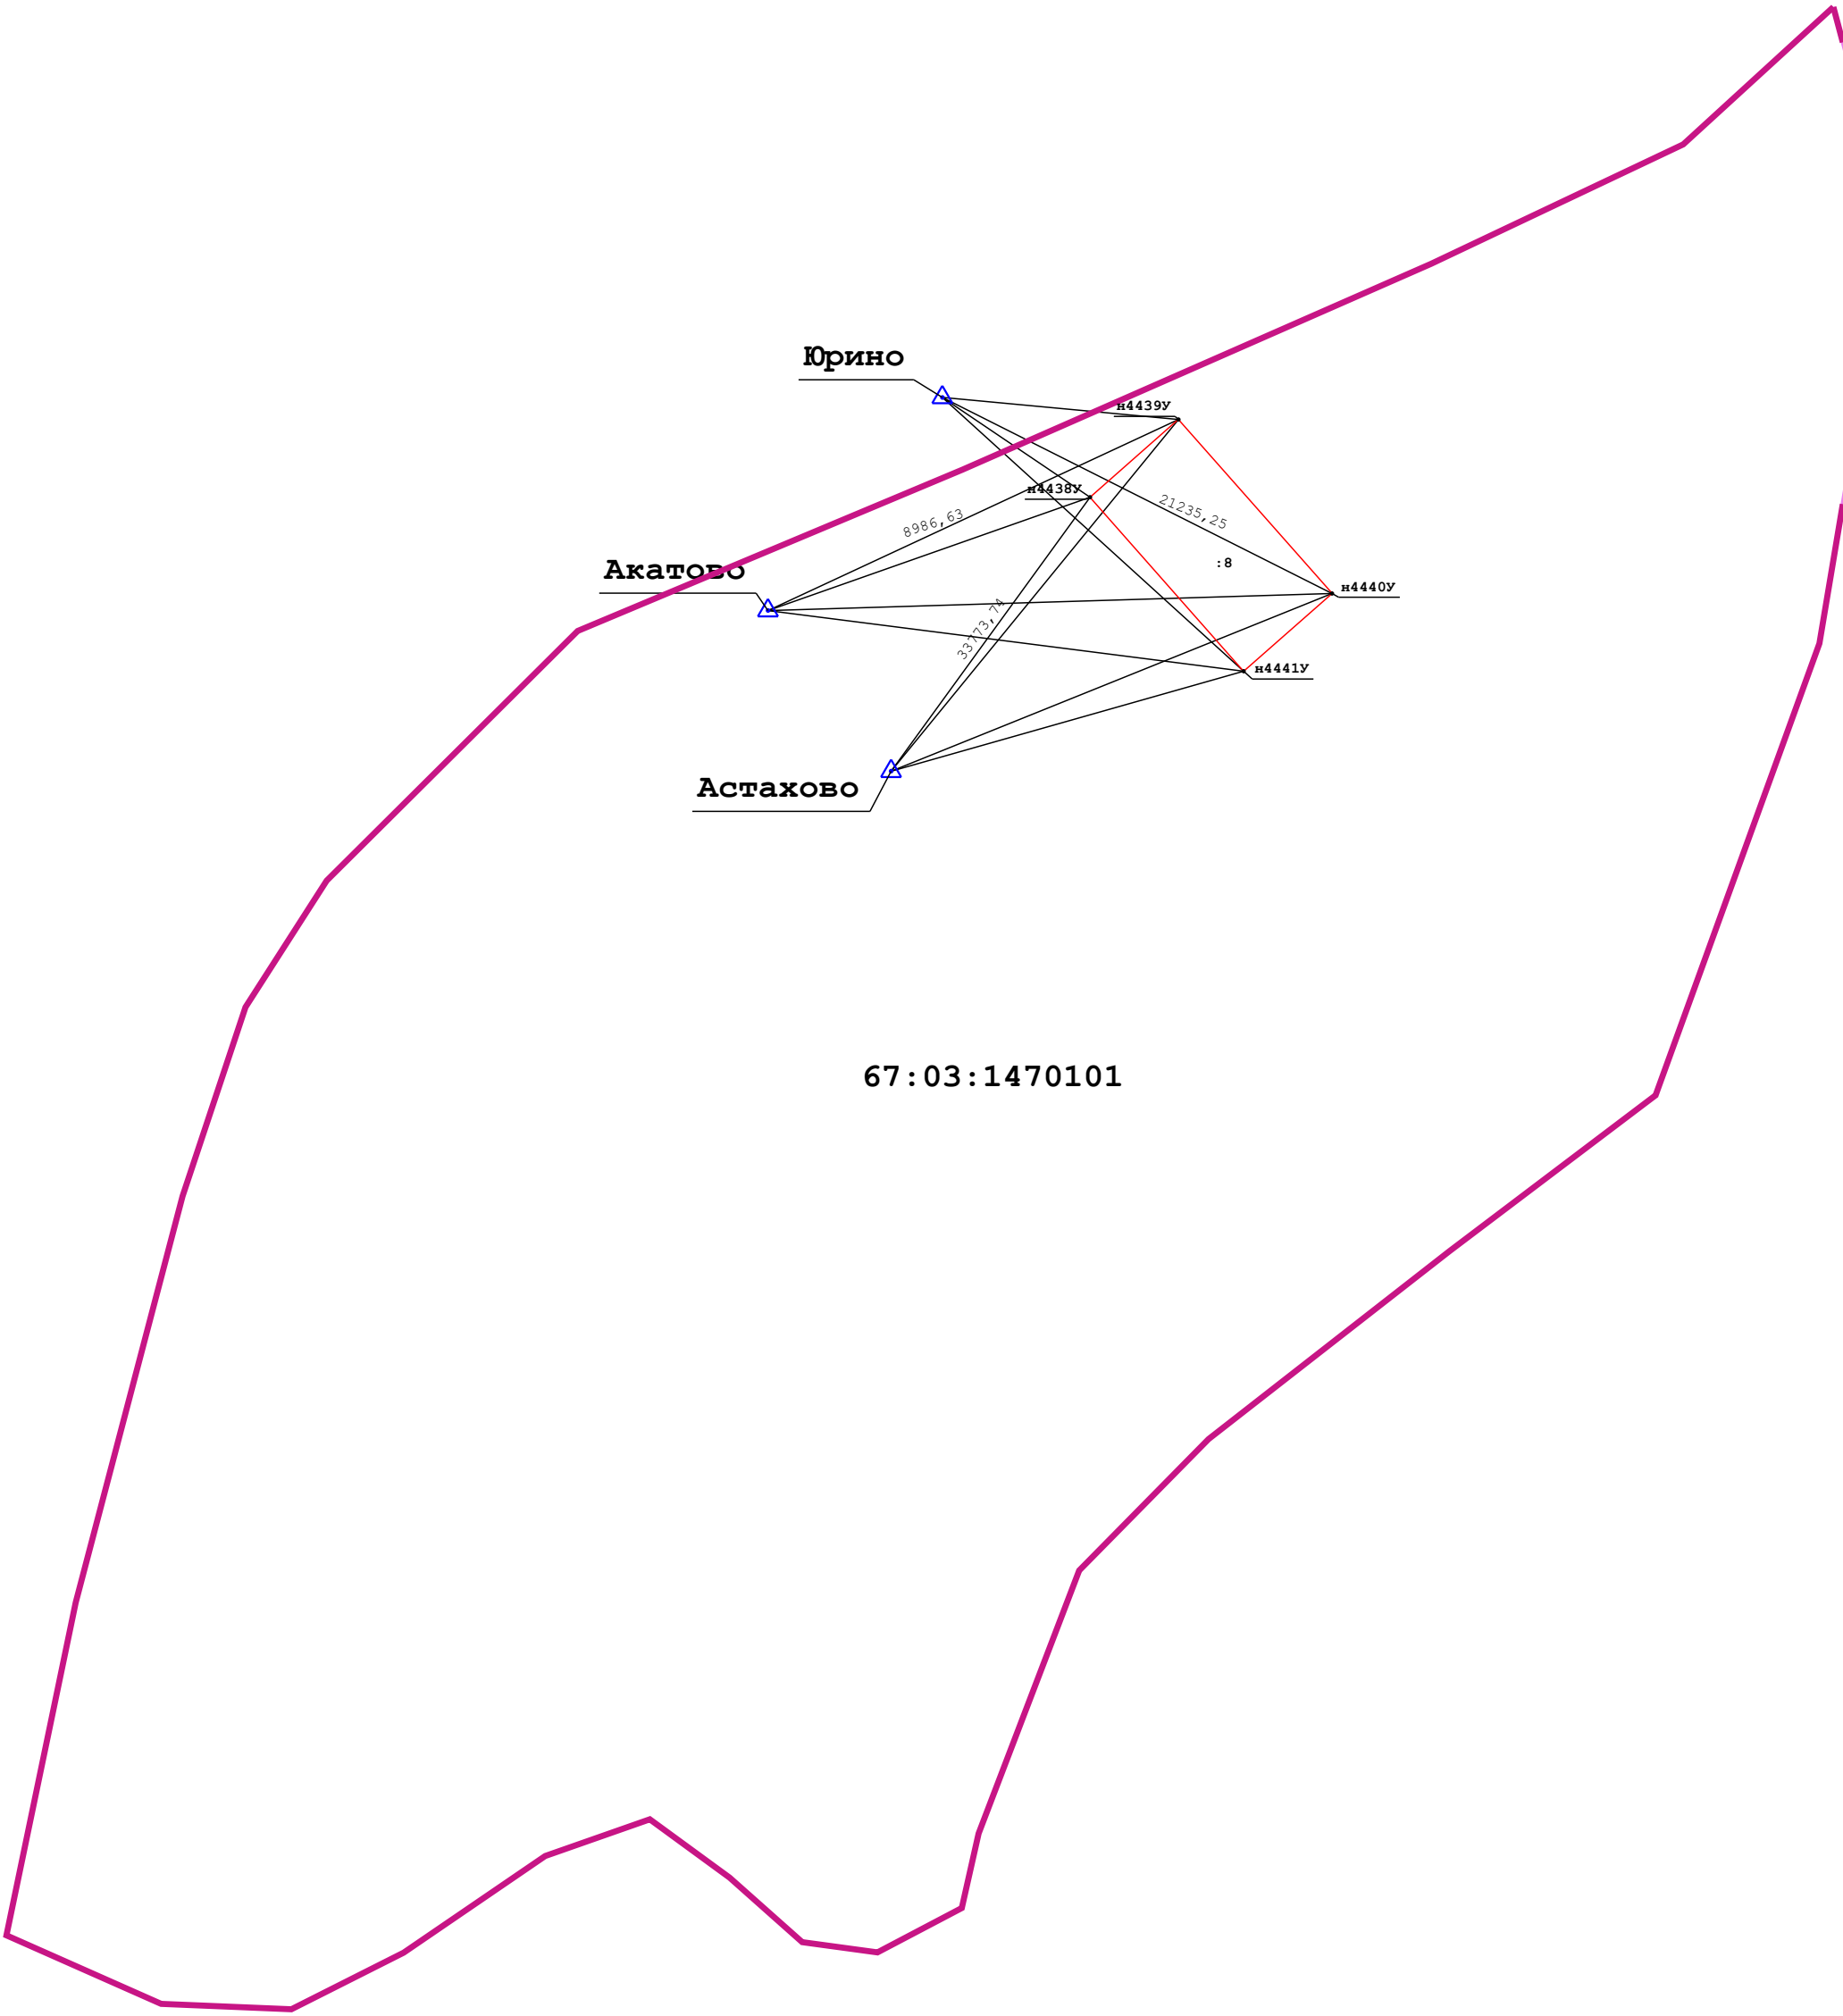 Юрино
н4439У
н4438У
21235,25
8986,63
:8
Акатово
н4440У
33773,74
н4441У
Астахово
67:03:1470101